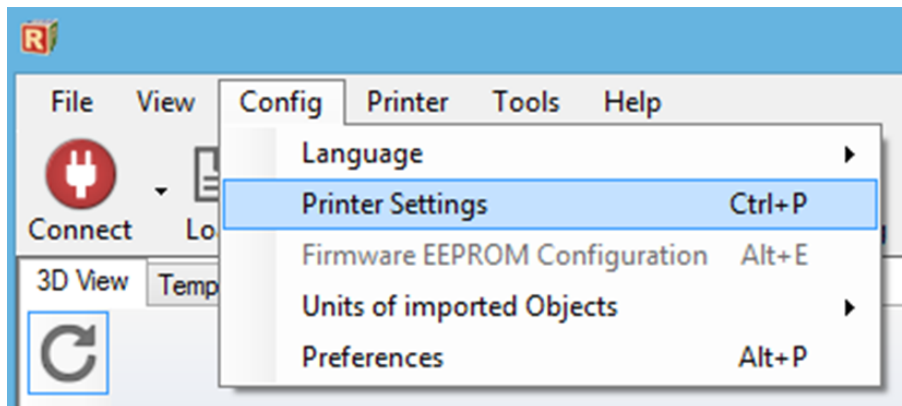 R
File View Config Printer Tools Help
Language
Printer Settings Ctrl+P
Connect
Firmware EEPROM Configuration Alt+E
3D View
Units of imported Objects
Preferences Alt+P